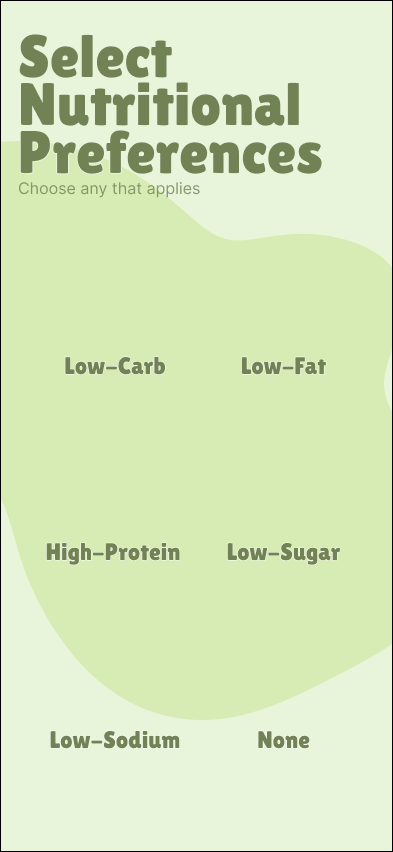 Select
Nutritional
Preferences
Choose any that applies
Low-Carb
Low-Fat
High-Protein
Low-Sugar
Low-Sodium
None